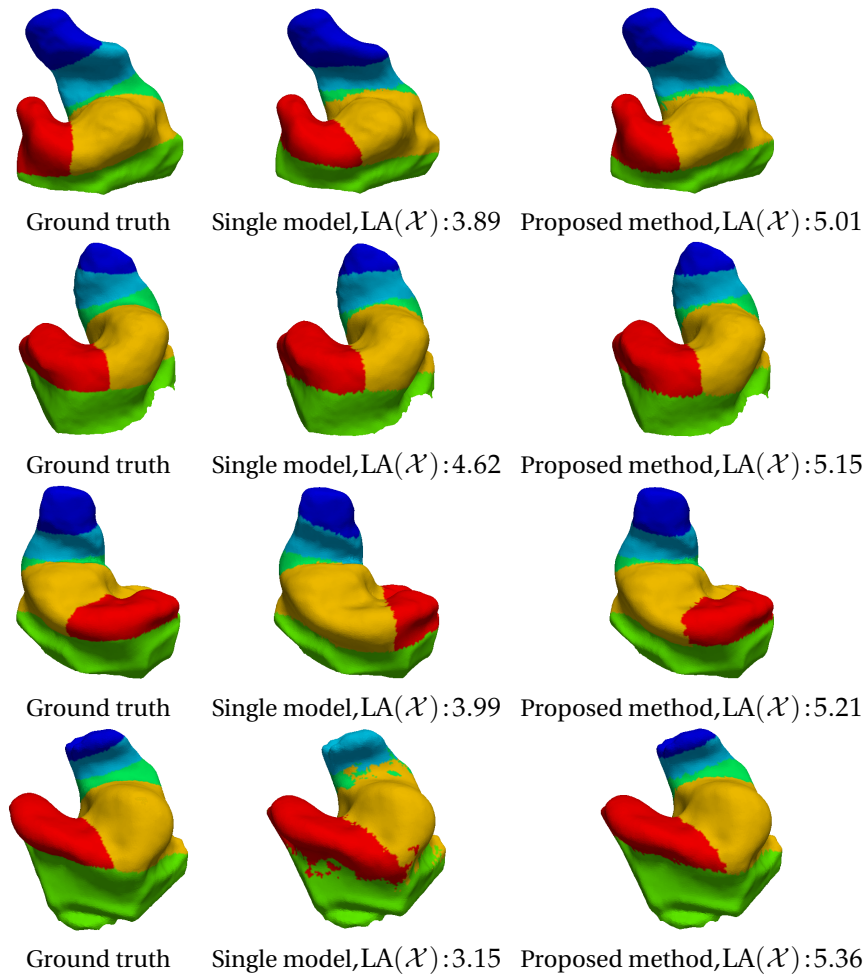 Ground truth Single model,LA(𝒳):3.89 Proposed method,LA(𝒳):5.01
Ground truth Single model,LA(𝒳):4.62 Proposed method,LA(𝒳):5.15
Ground truth Single model,LA(𝒳):3.99 Proposed method,LA(𝒳):5.21
Ground truth Single model,LA(𝒳):3.15 Proposed method,LA(𝒳):5.36